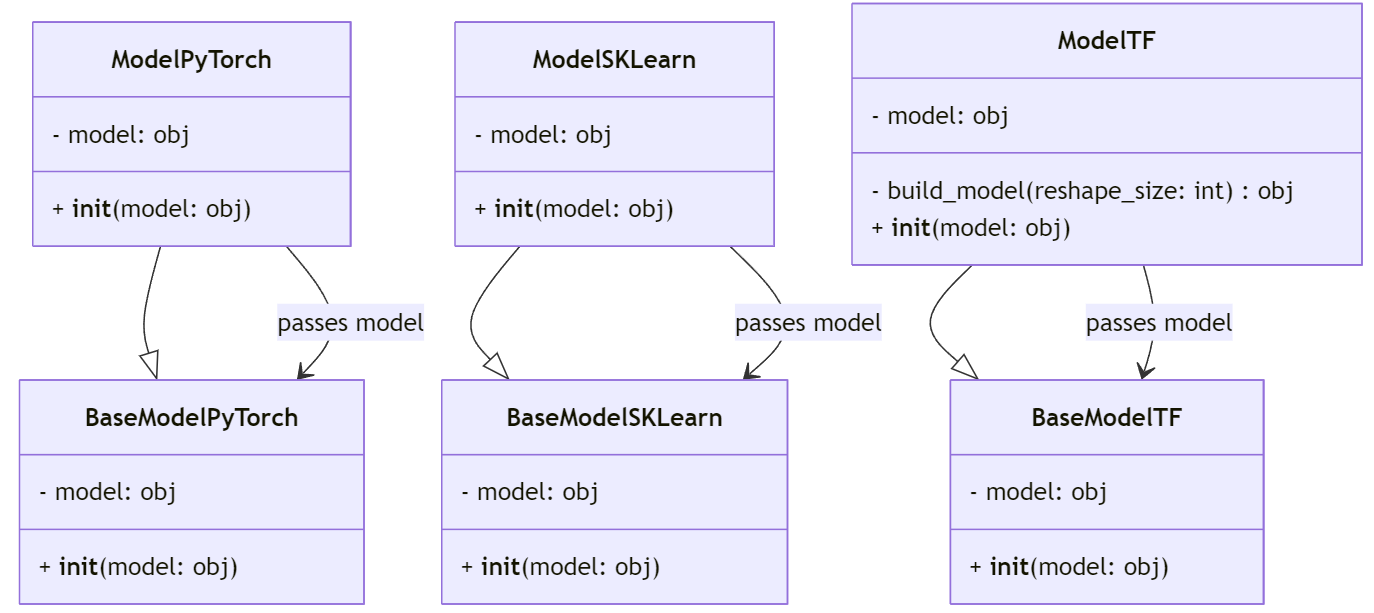 ModelPyTorch
- model: obj
+ init(model: obj)
ModelSKLearn
- model: obj
+ init(model: obj)
ModelTF
- model: obj
- build_model(reshape_size: int) : obj
+ init(model: obj)
passes model
passes model
passes model
BaseModelPyTorch
- model: obj
+ init(model: obj)
BaseModelSKLearn
- model: obj
+ init(model: obj)
BaseModelTF
- model: obj
+ init(model: obj)